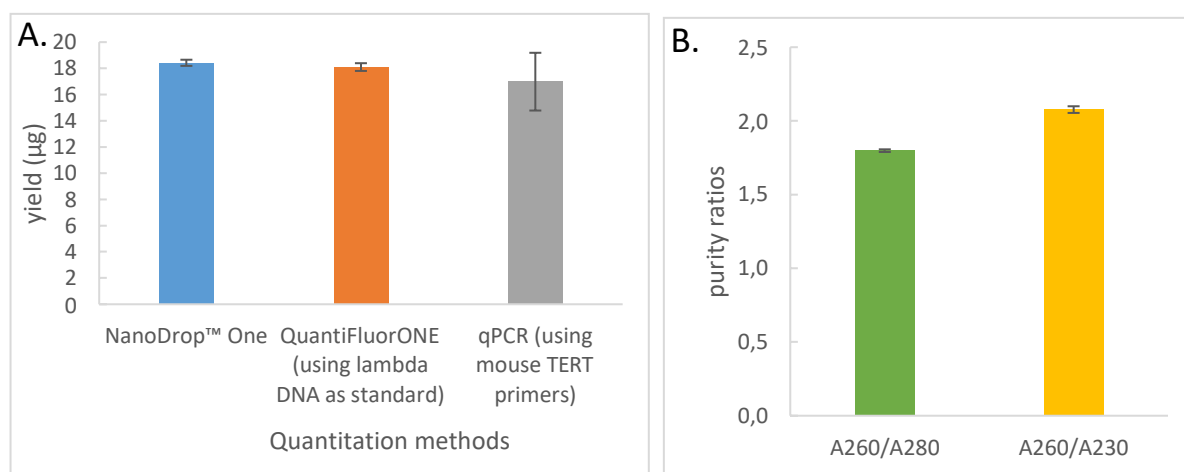 A.
yield (µg)
20
18
16
14
12
10
8
6
4
2
0
NanoDrop™ One
QuantiFluorONE
(using lambda
DNA as standard)
qPCR (using
mouse TERT
primers)
Quantitation methods
B.
purity ratios
2,5
2,0
1,5
1,0
0,5
0,0
A260/A280
A260/A230